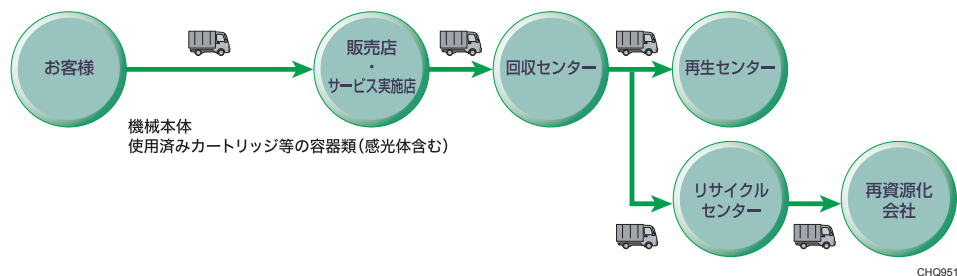 お客様
販売店
・
サービス実施店
回収センター
再生センター
機械本体
使用済みカートリッジ等の容器類（感光体含む）
リサイクル
センター
再資源化
会社
CHQ951